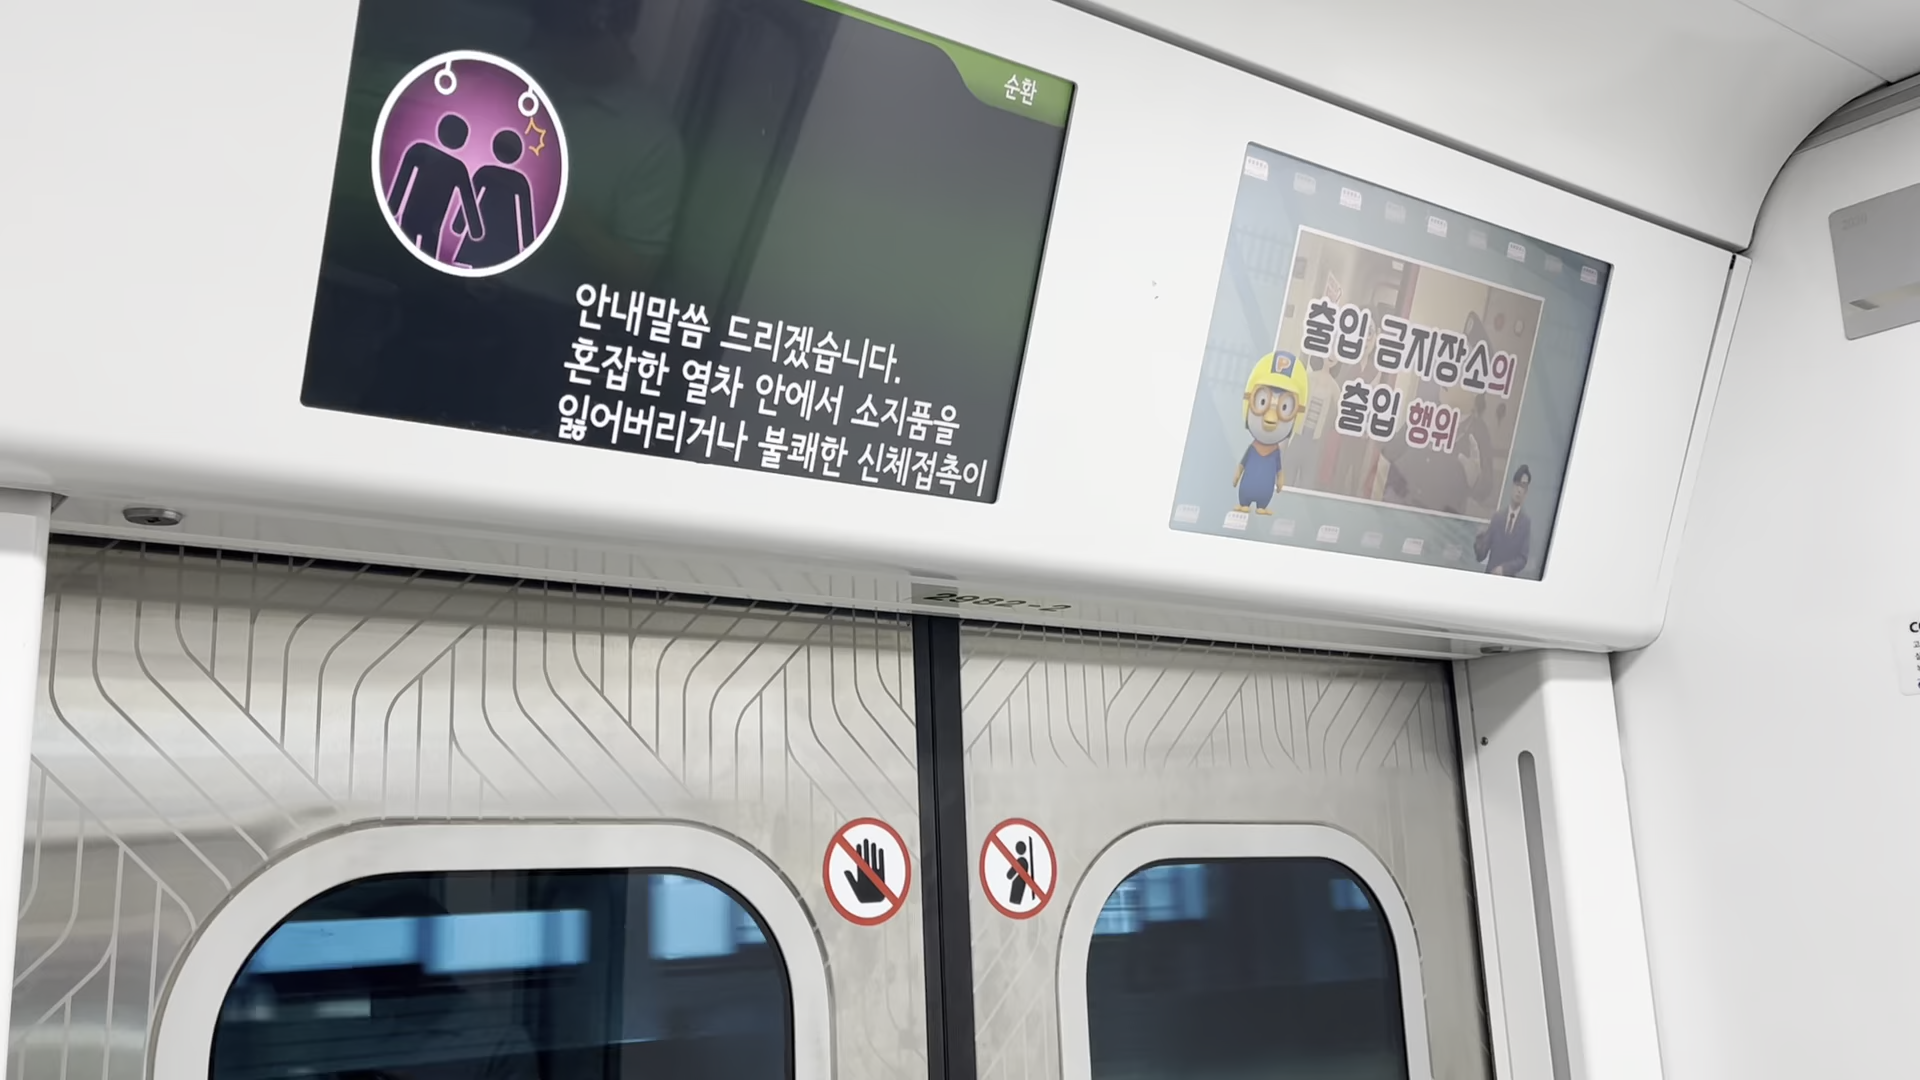 순환
안내말씀 드리겠습니다.
혼잡한 열차 안에서 소지품을
잃어버리거나 불쾌한 신체접촉이
출입 금지장소의
출입 행위
P
2982-2